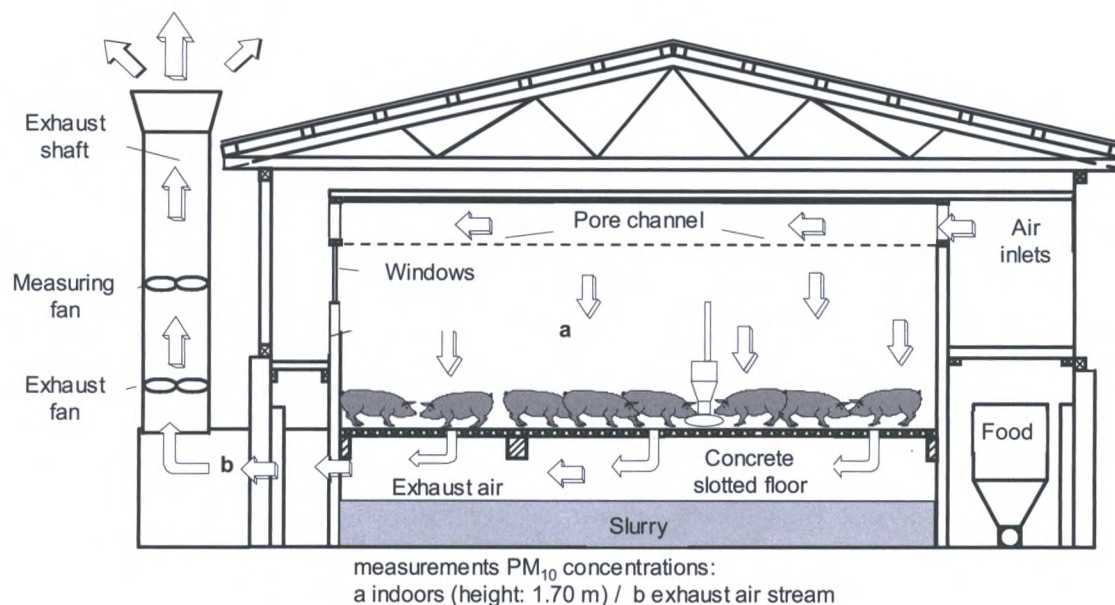 Exhaust
shaft
Pore channel
Air
inlets
Windows
Measuring
fan
a
Exhaust
fan
Food
b
Concrete
slotted floor
Exhaust air
Slurry
measurements PM₁₀ concentrations:
a indoors (height: 1.70 m) / b exhaust air stream